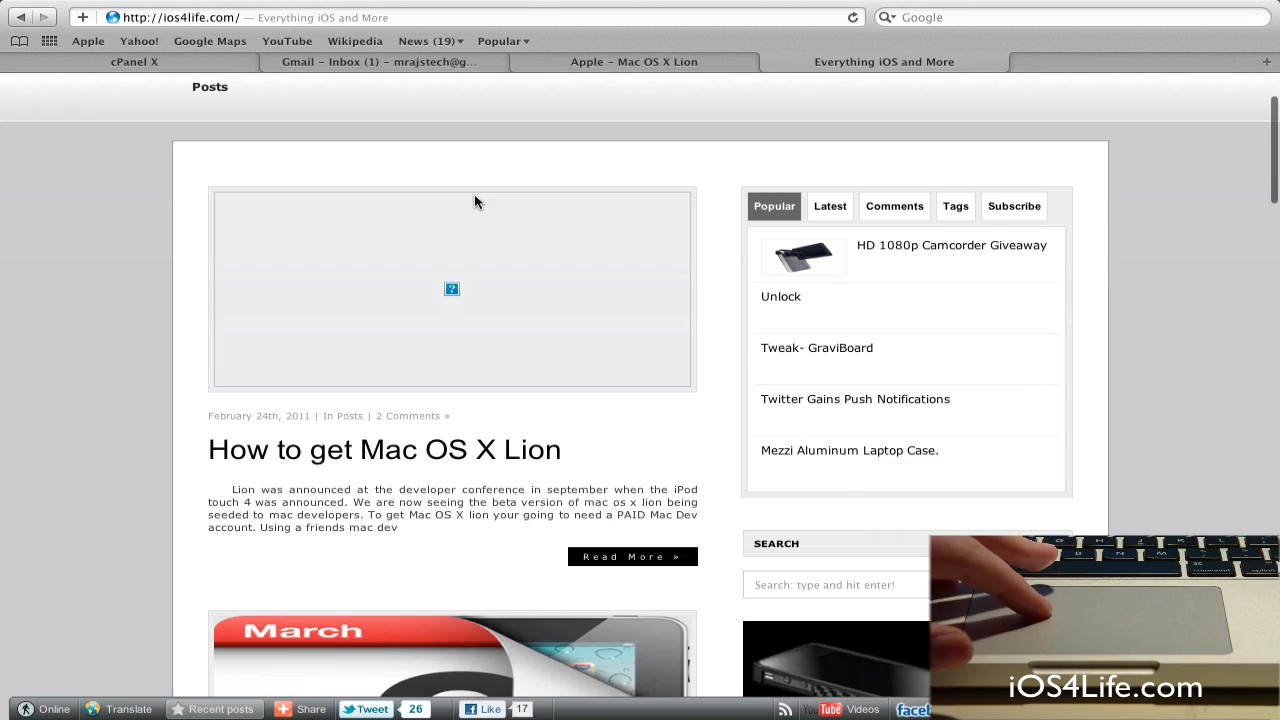 http://ios4life.com/ — Everything iOS and More
Google
Apple Yahoo! Google Maps YouTube Wikipedia News (19) Popular
cPanel X
Gmail – Inbox (1) – mrajstech@g...
Apple – Mac OS X Lion
Everything iOS and More
Posts
Popular Latest Comments Tags Subscribe
HD 1080p Camcorder Giveaway
Unlock
Tweak- GraviBoard
Twitter Gains Push Notifications
Mezzi Aluminum Laptop Case.
February 24th, 2011 | In Posts | 2 Comments »
How to get Mac OS X Lion
Lion was announced at the developer conference in september when the iPod
touch 4 was announced. We are now seeing the beta version of mac os x lion being
seeded to mac developers. To get Mac OS X lion your going to need a PAID Mac Dev
account. Using a friends mac dev
Read More »
SEARCH
Search: type and hit enter!
March
command
iOS4Life.com
Online Translate Recent posts Share Tweet 26 Like 17 YouTube Videos